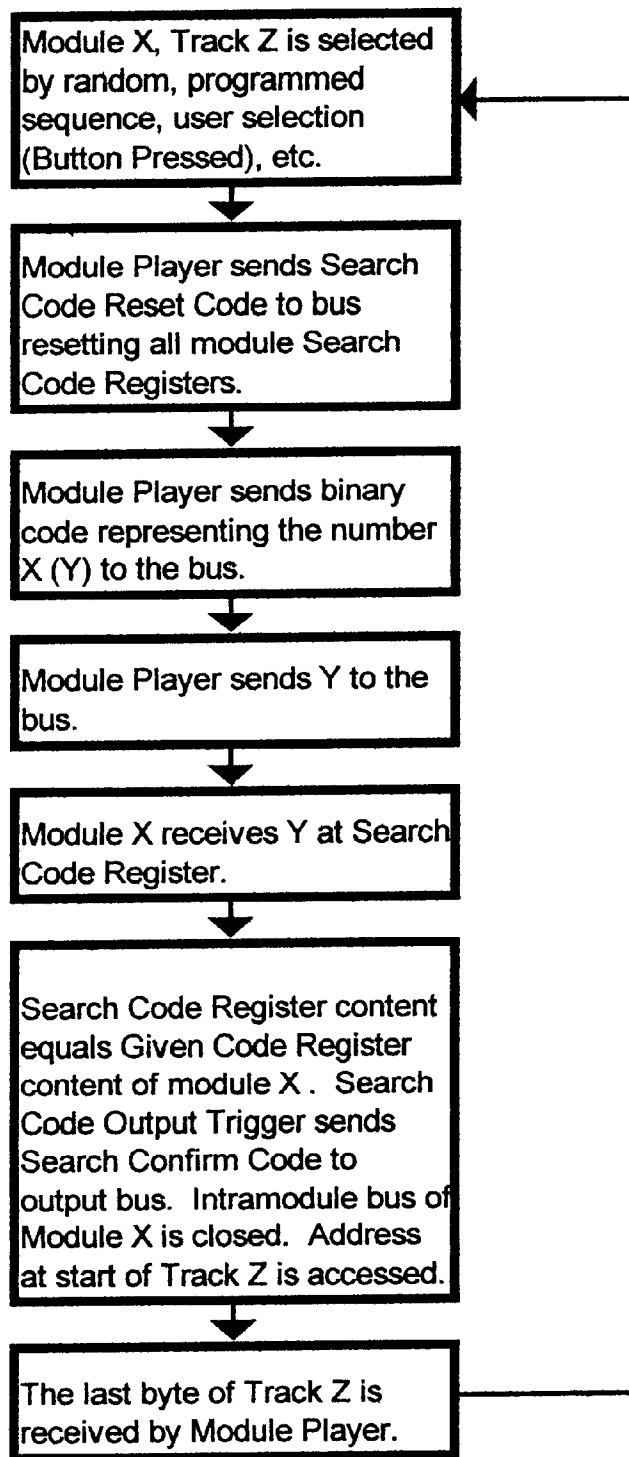 Module X, Track Z is selected
by random, programmed
sequence, user selection
(Button Pressed), etc.
Module Player sends Search
Code Reset Code to bus
resetting all module Search
Code Registers.
Module Player sends binary
code representing the number
X (Y) to the bus.
Module Player sends Y to the
bus.
Module X receives Y at Search
Code Register.
Search Code Register content
equals Given Code Register
content of module X . Search
Code Output Trigger sends
Search Confirm Code to
output bus. Intramodule bus of
Module X is closed. Address
at start of Track Z is accessed.
The last byte of Track Z is
received by Module Player.